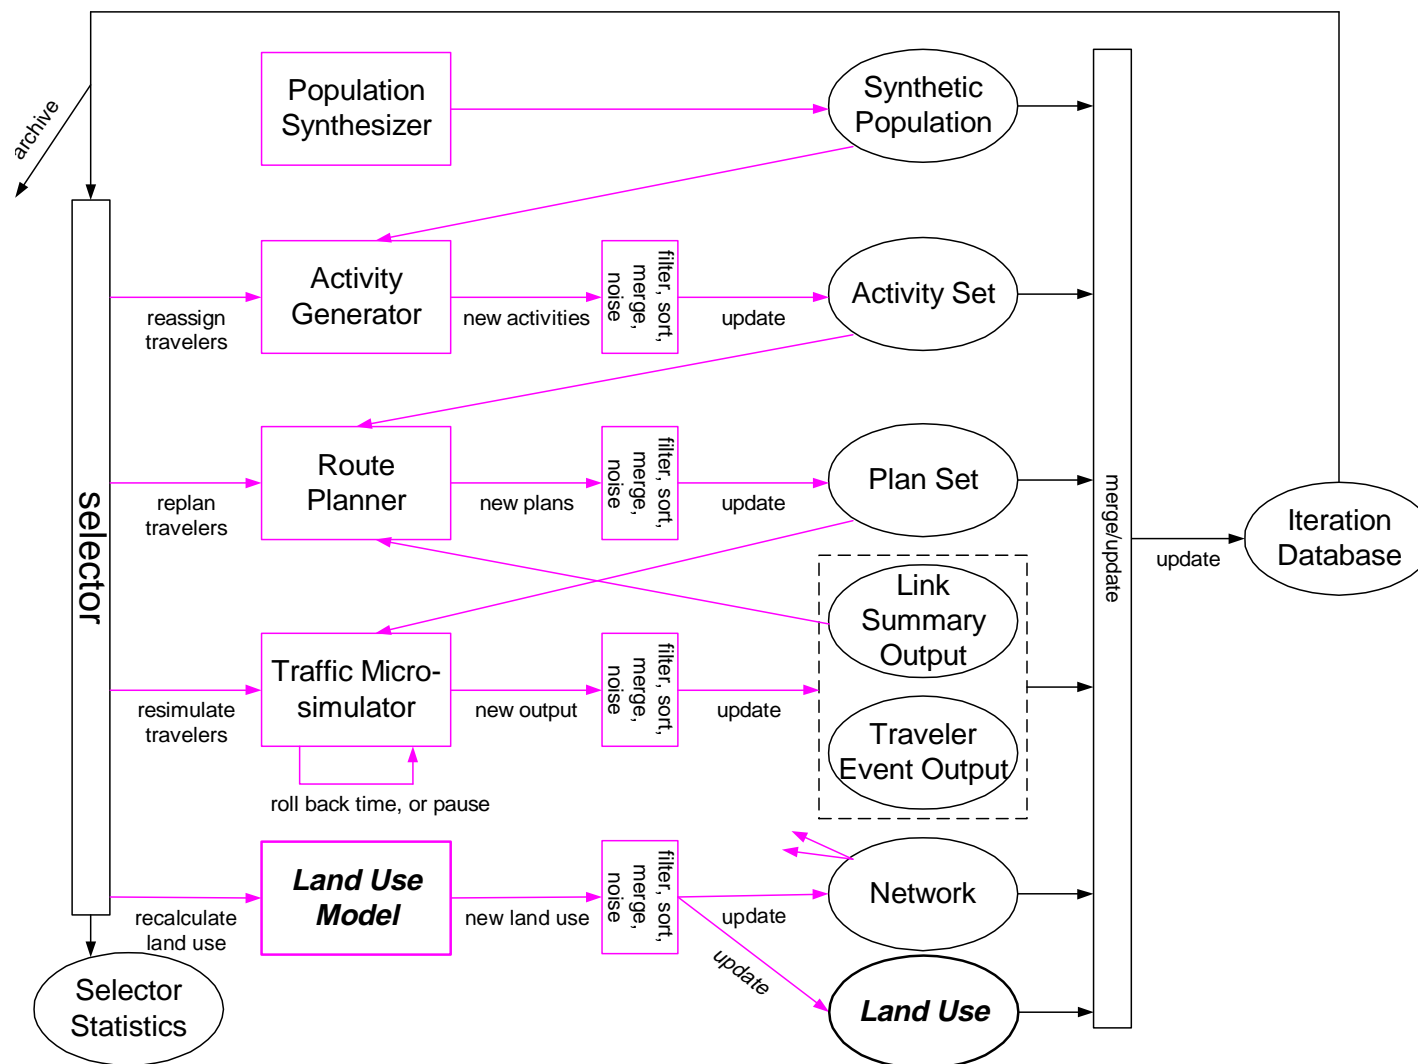 archive
Population
Synthesizer
Synthetic
Population
selector
reassign
travelers
Activity
Generator
new activities
filter, sort,
merge,
noise
update
Activity Set
replan
travelers
Route
Planner
new plans
filter, sort,
merge,
noise
update
Plan Set
merge/update
update
Iteration
Database
Link
Summary
Output
resimulate
travelers
Traffic Micro-
simulator
new output
filter, sort,
merge,
noise
update
Traveler
Event Output
roll back time, or pause
recalculate
land use
Land Use
Model
new land use
filter, sort,
merge,
noise
update
Network
update
Land Use
Selector
Statistics